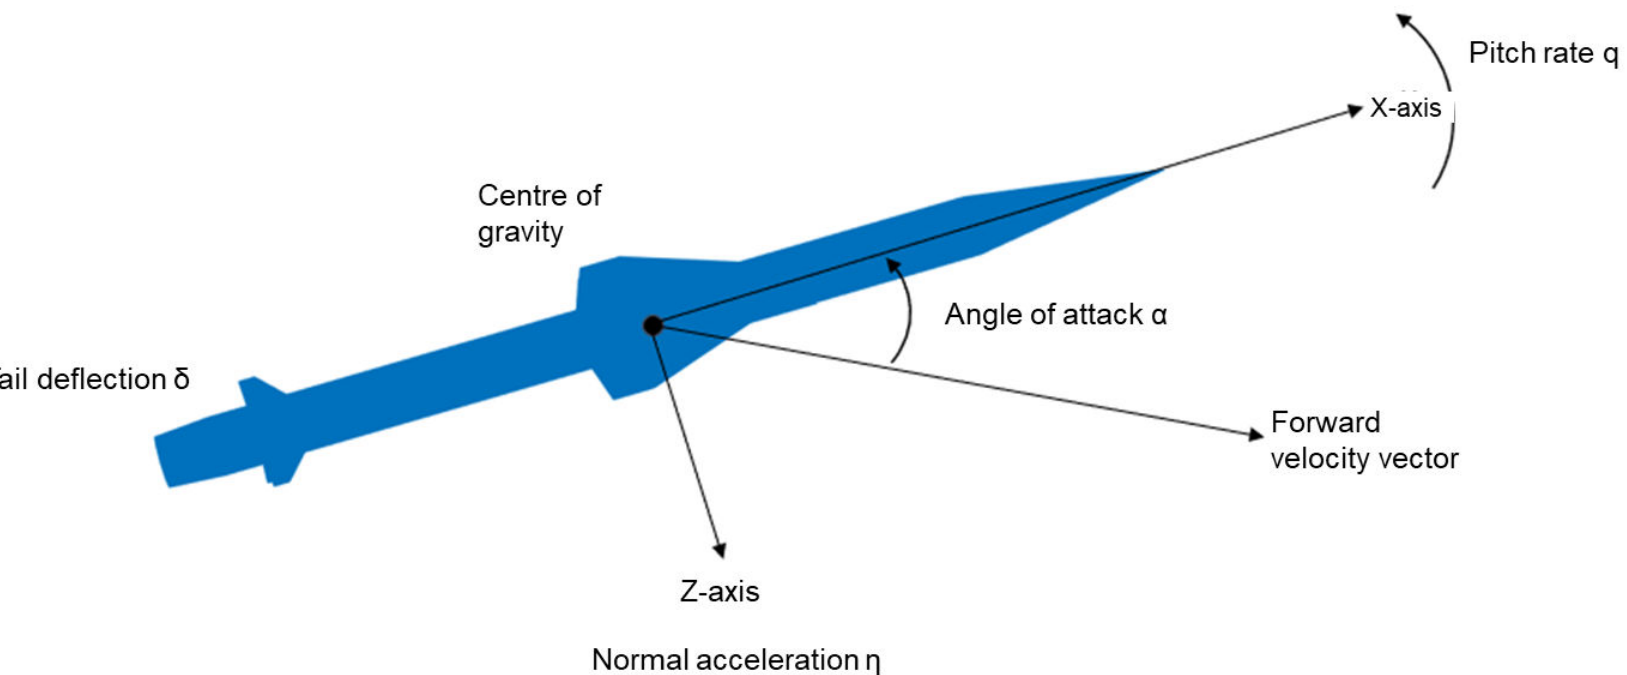 Pitch rate q
X-axis
Centre of
gravity
Angle of attack α
ail deflection δ
Forward
velocity vector
Z-axis
Normal acceleration η